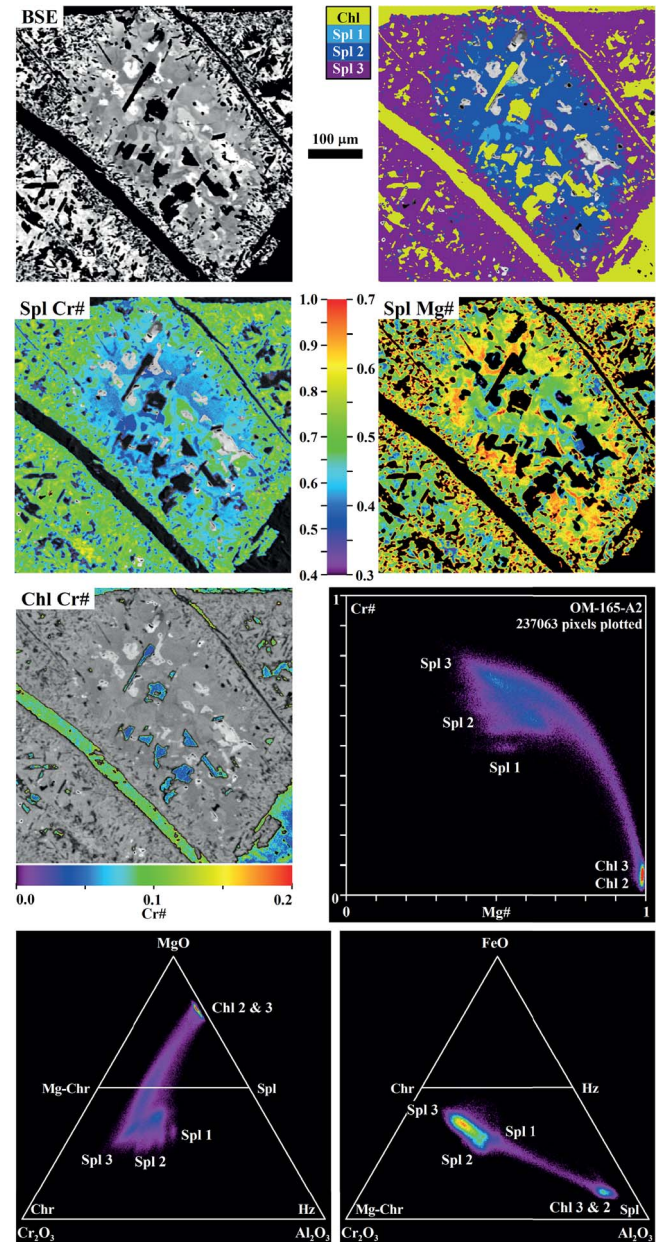 BSE
Chl
Spl 1
Spl 2
Spl 3
100 µm
Spl Cr#
1.0
0.9
0.8
0.7
0.6
0.5
0.4
0.7
0.6
0.5
0.4
0.3
Spl Mg#
Chl Cr#
0.0 0.1 0.2
Cr#
1
Cr#
OM-165-A2
237063 pixels plotted
Spl 3
Spl 2
Spl 1
Chl 3
Chl 2
0
0 Mg# 1
MgO
Chl 2 & 3
Mg-Chr Spl
Spl 1
Spl 3 Spl 2
Chr Hz
Cr₂O₃ Al₂O₃
FeO
Chr Hz
Spl 3
Spl 1
Spl 2
Chl 3 & 2
Mg-Chr Spl
Cr₂O₃ Al₂O₃